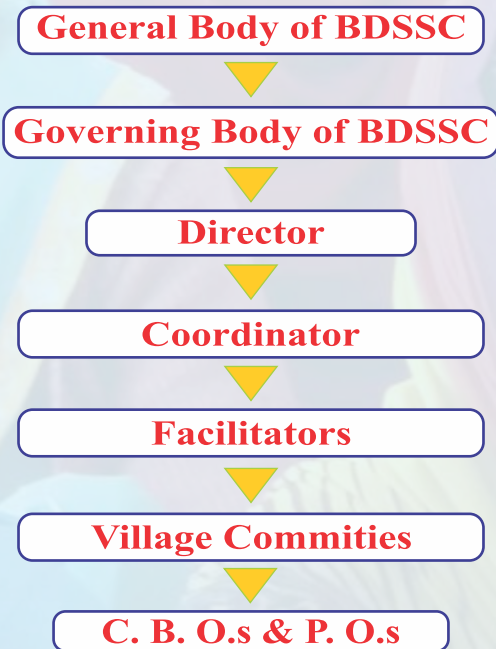 General Body of BDSSC
Governing Body of BDSSC
Director
Coordinator
Facilitators
Village Commities
C. B. O.s & P. O.s